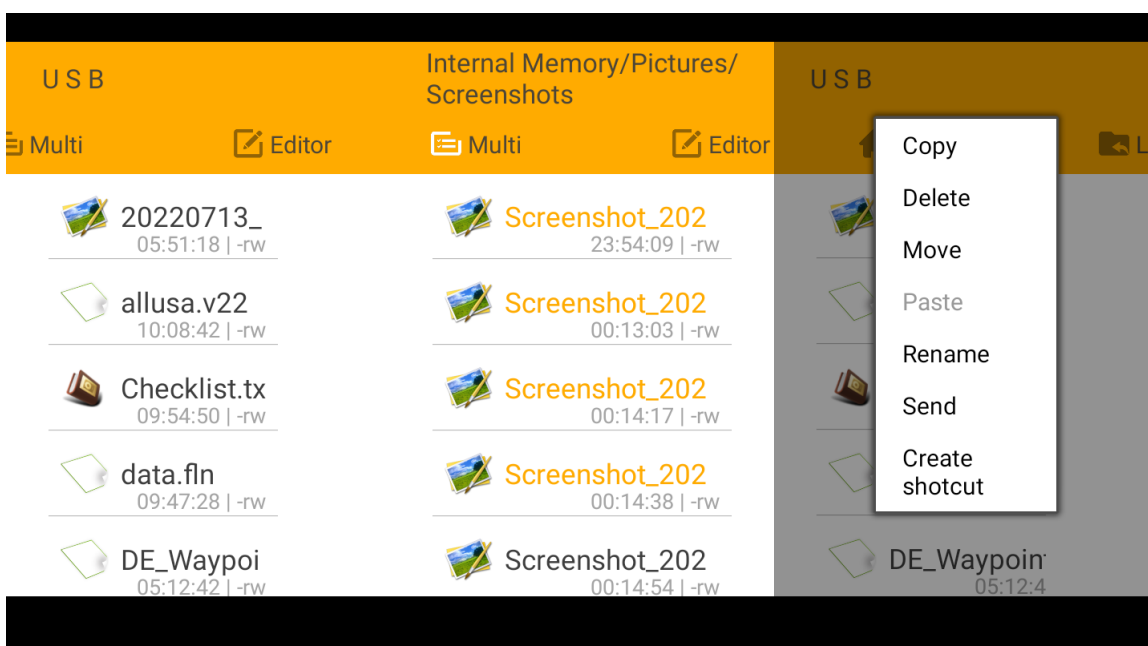 U S B
Multi
Editor
20220713_
05:51:18 | -rw
allusa.v22
10:08:42 | -rw
Checklist.tx
09:54:50 | -rw
data.fln
09:47:28 | -rw
DE_Waypoi
05:12:42 | -rw
Internal Memory/Pictures/
Screenshots
Multi
Editor
Screenshot_202
23:54:09 | -rw
Screenshot_202
00:13:03 | -rw
Screenshot_202
00:14:17 | -rw
Screenshot_202
00:14:38 | -rw
Screenshot_202
00:14:54 | -rw
U S B
L
Copy
Delete
Move
Paste
Rename
Send
Create
shotcut
DE_Waypoin
05:12:4